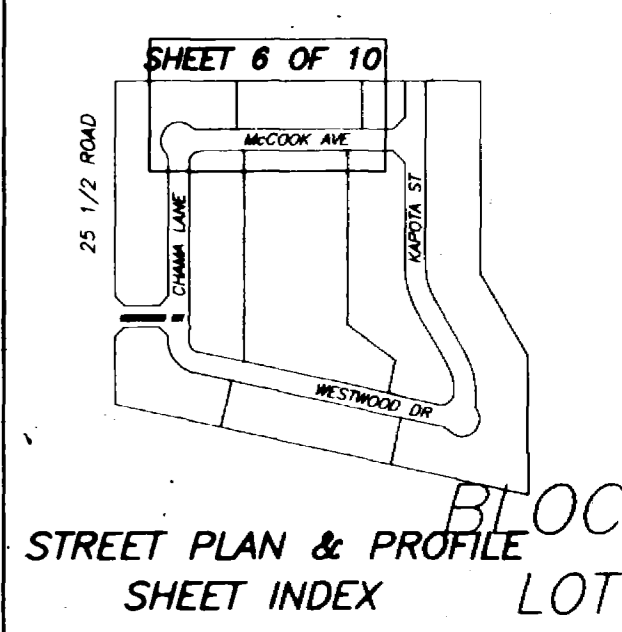 SHEET 6 OF 10
McCOOK AVE
25 1/2 ROAD
CHAMA LANE
KAPOTA ST
WESTWOOD DR
BLOC
STREET PLAN & PROFILE
SHEET INDEX
LOT